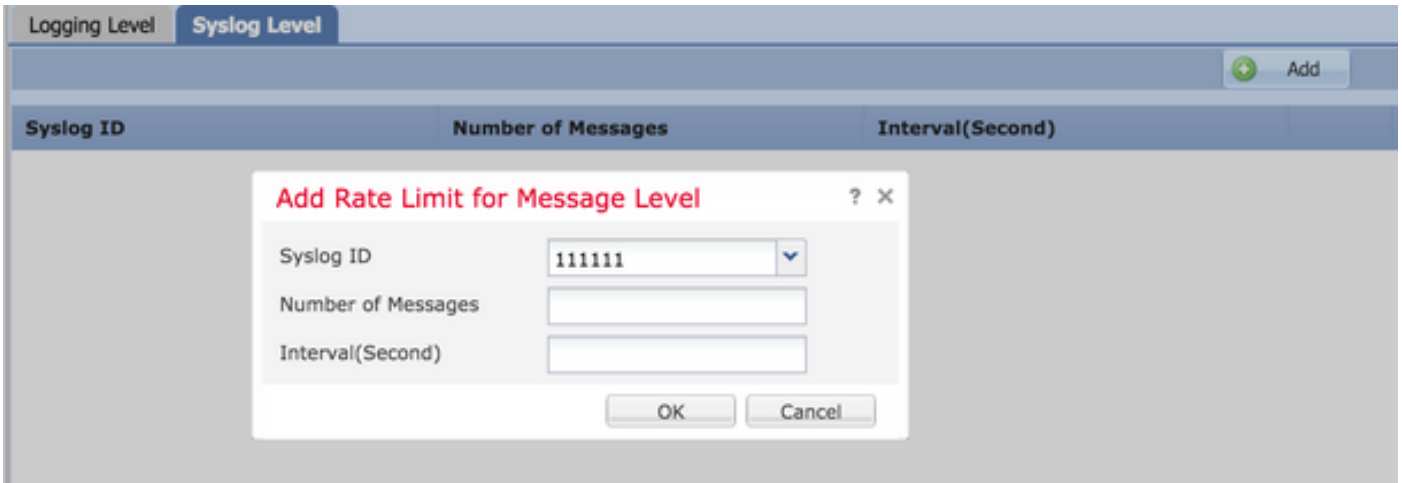 Logging Level Syslog Level
Add
Syslog ID Number of Messages Interval(Second)
Add Rate Limit for Message Level ?
Syslog ID 111111
Number of Messages
Interval(Second)
OK Cancel